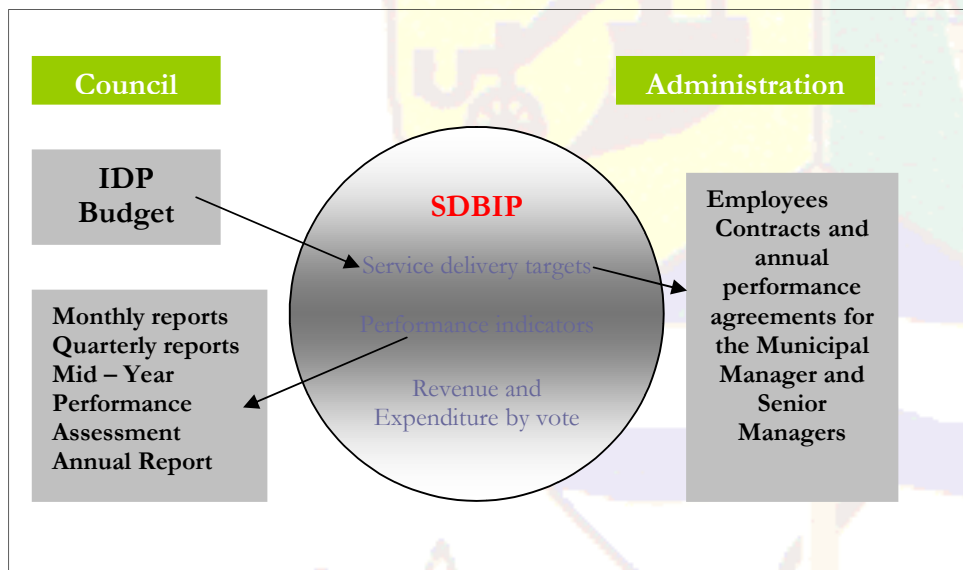 Council
Administration
IDP
Budget
SDBIP
Service delivery targets
Performance indicators
Revenue and
Expenditure by vote
Monthly reports
Quarterly reports
Mid – Year
Performance
Assessment
Annual Report
Employees
Contracts and
annual
performance
agreements for
the Municipal
Manager and
Senior
Managers